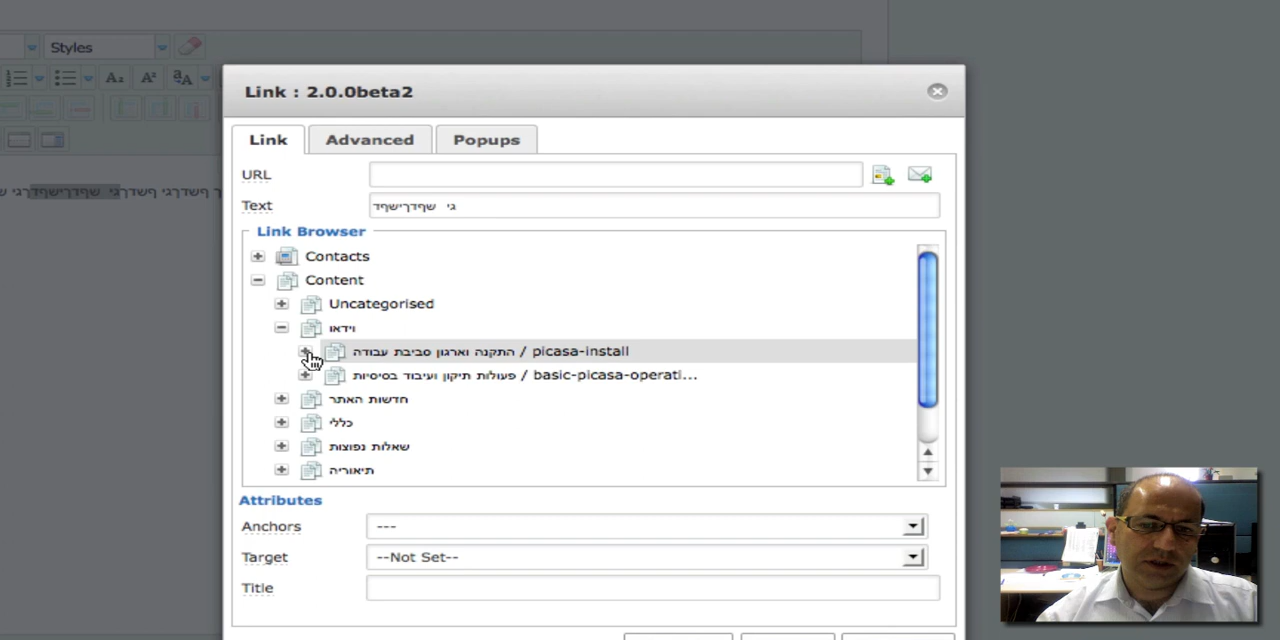 Styles
Link : 2.0.0beta2
Link Advanced Popups
URL
Text גי שףדךישףד
Link Browser
Contacts
Content
Uncategorised
וידאו
התקנה וארגון סביבת עבודה / picasa-install
פעולות תיקון ועיבוד בסיסיות / basic-picasa-operati...
חדשות האתר
כללי
שאלות נפוצות
תיאוריה
Attributes
Anchors ---
Target --Not Set--
Title